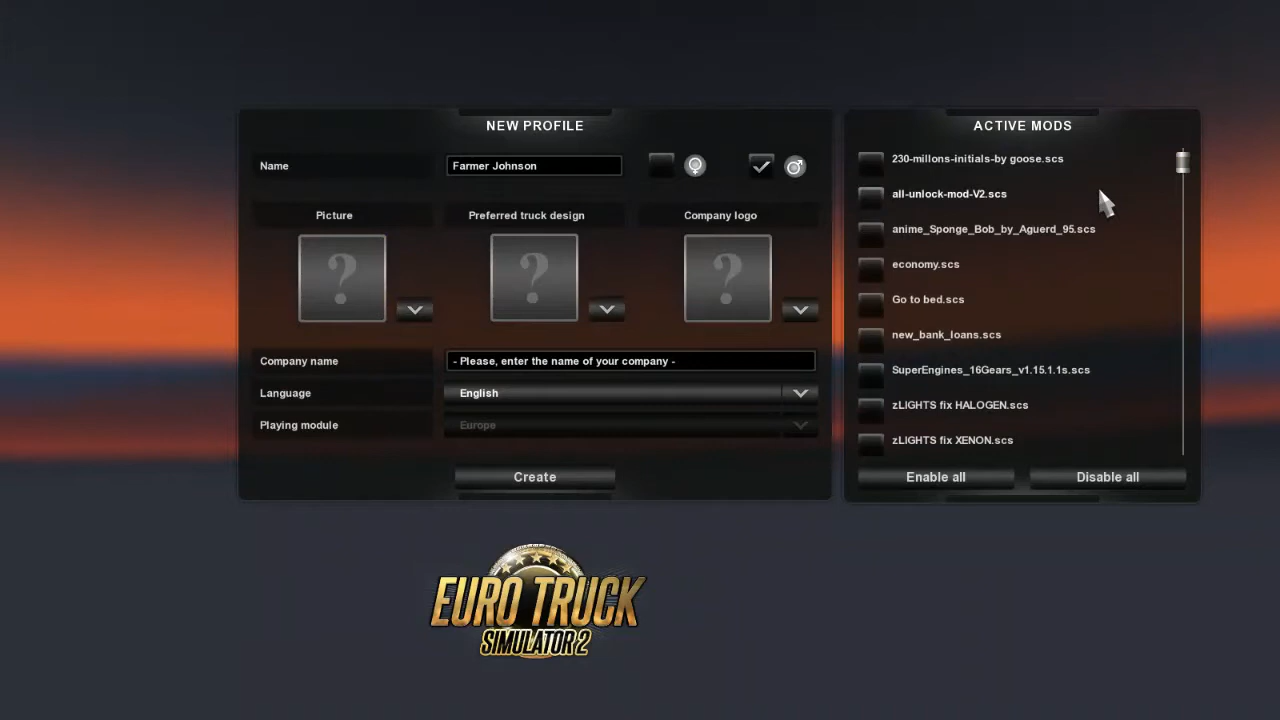 NEW PROFILE
Name
Farmer Johnson
Picture
Preferred truck design
Company logo
?
?
?
Company name
- Please, enter the name of your company -
Language
English
Playing module
Europe
Create
ACTIVE MODS
230-millons-initials-by goose.scs
all-unlock-mod-V2.scs
anime_Sponge_Bob_by_Aguerd_95.scs
economy.scs
Go to bed.scs
new_bank_loans.scs
SuperEngines_16Gears_v1.15.1.1s.scs
zLIGHTS fix HALOGEN.scs
zLIGHTS fix XENON.scs
Enable all
Disable all
EURO TRUCK
SIMULATOR 2